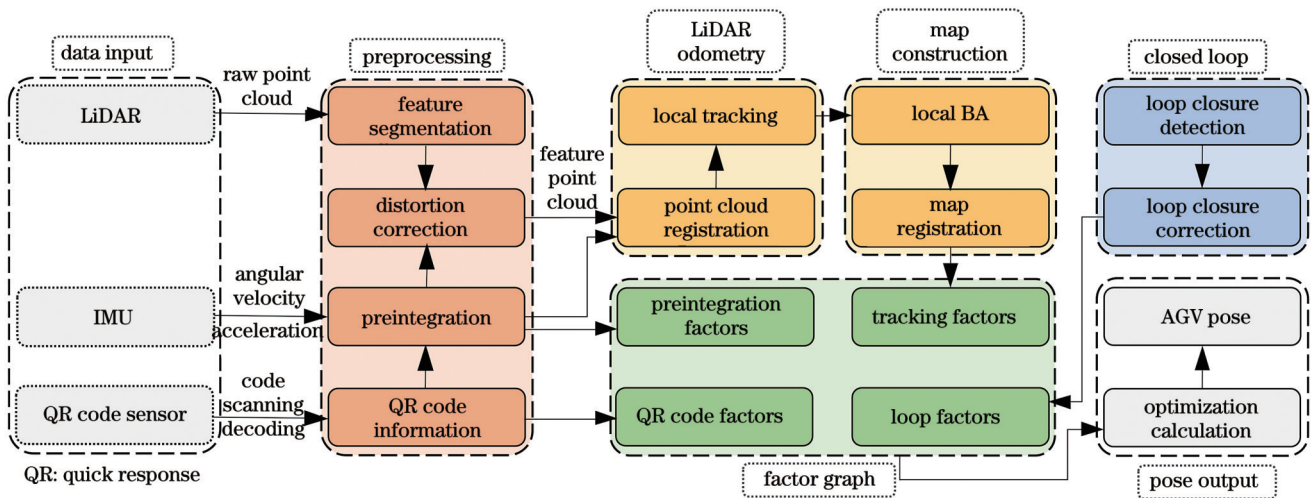 data input
LiDAR
IMU
QR code sensor
QR: quick response
raw point
cloud
angular
velocity
acceleration
code
scanning
decoding
preprocessing
feature
segmentation
distortion
correction
preintegration
QR code
information
feature
point
cloud
LiDAR
odometry
local tracking
point cloud
registration
map
construction
local BA
map
registration
preintegration
factors
tracking factors
QR code factors
loop factors
factor graph
closed loop
loop closure
detection
loop closure
correction
AGV pose
optimization
calculation
pose output